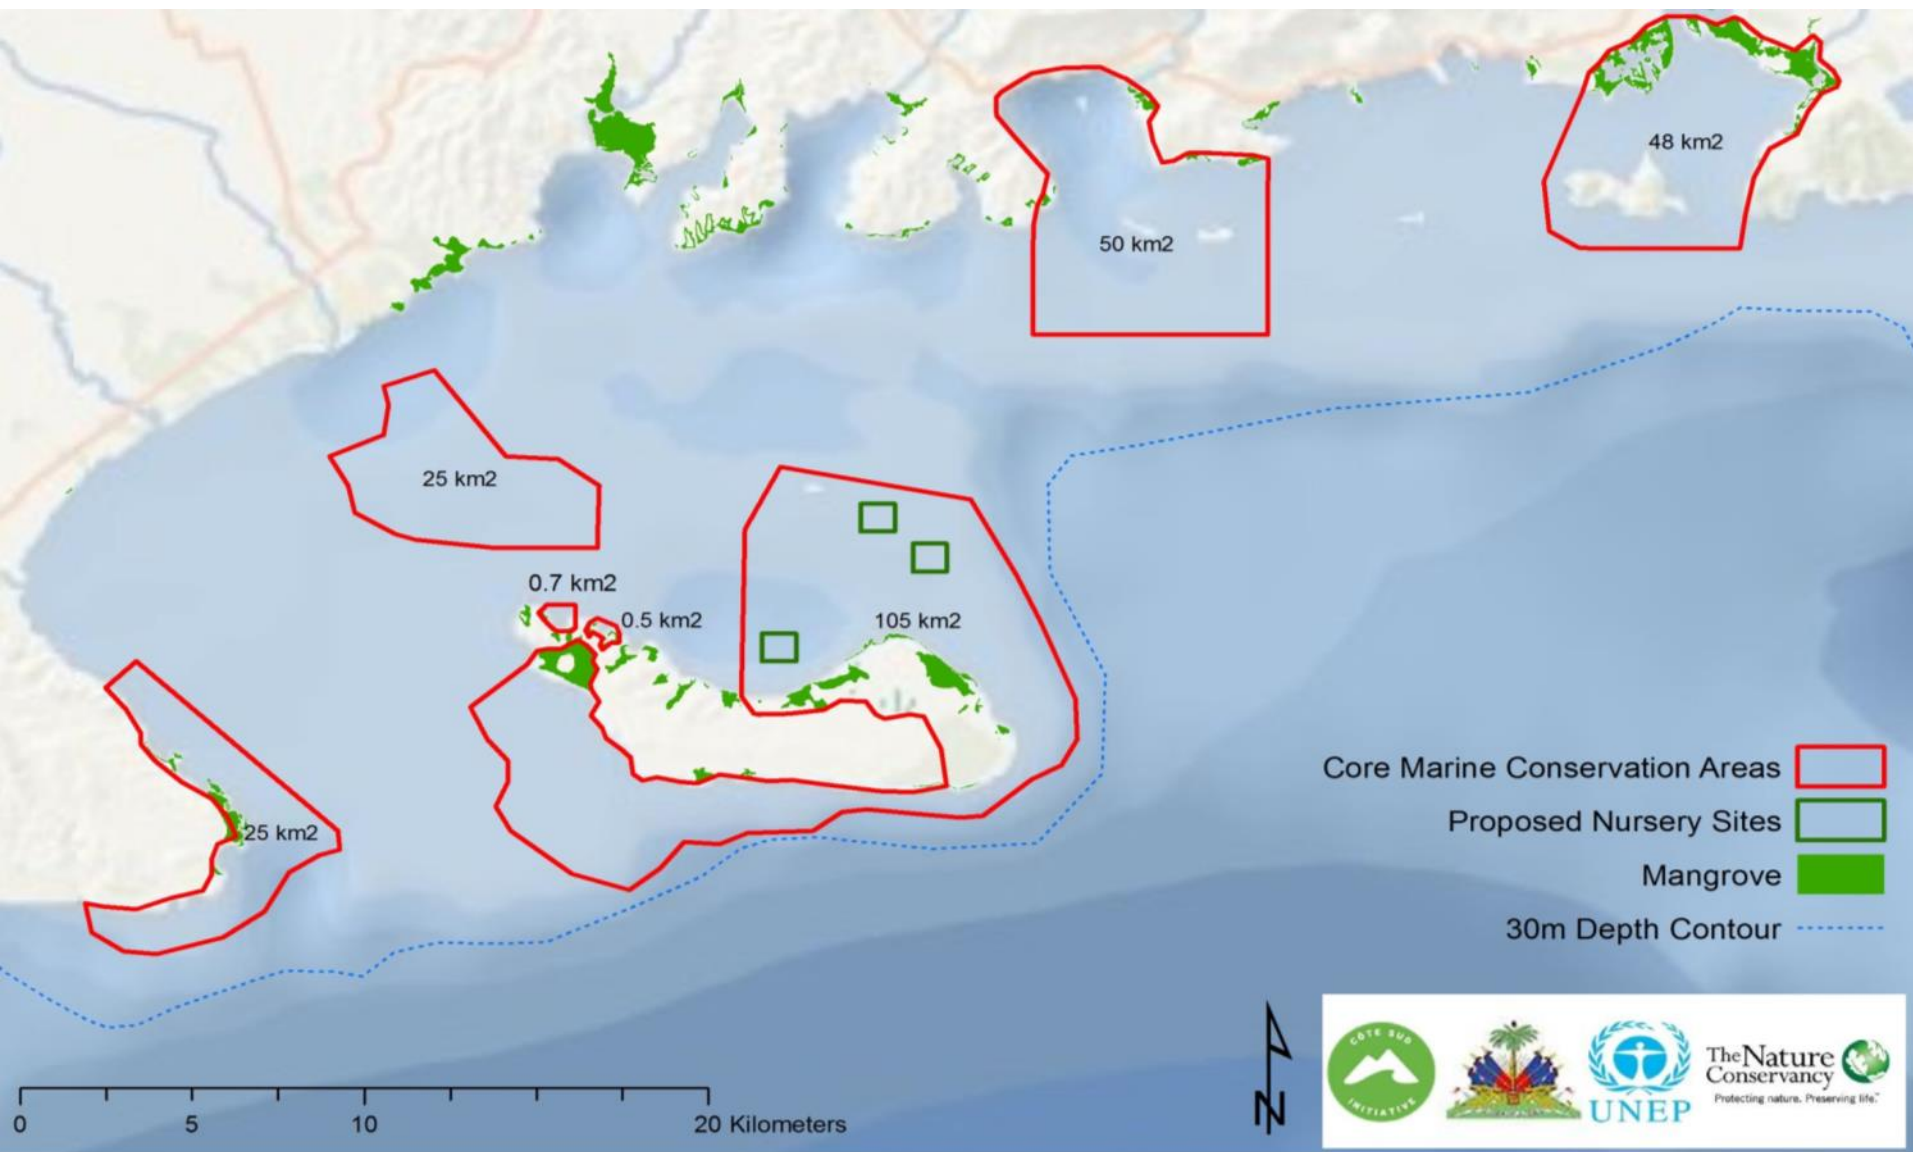 48 km2
50 km2
25 km2
0.7 km2
0.5 km2
105 km2
25 km2
Core Marine Conservation Areas
Proposed Nursery Sites
Mangrove
30m Depth Contour
0 5 10 20 Kilometers
N
CÔTE SUD
INITIATIVE
UNEP
The Nature
Conservancy
Protecting nature. Preserving life.™